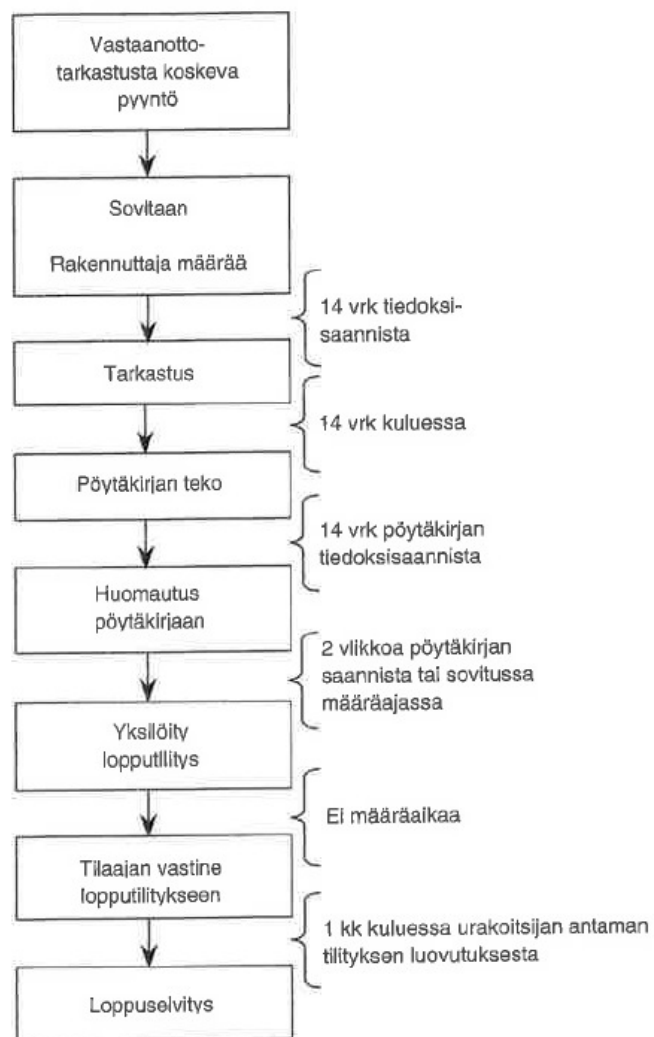 Vastaanotto-
tarkastusta koskeva
pyyntö
Sovitaan
Rakennuttaja määrää
14 vrk tiedoksi-
saannista
Tarkastus
14 vrk kuluessa
Pöytäkirjan teko
14 vrk pöytäkirjan
tiedoksisaannista
Huomautus
pöytäkirjaan
2 viikkoa pöytäkirjan
saannista tai sovitussa
määräajassa
Yksilöity
lopputilitys
Ei määräaikaa
Tilaajan vastine
lopputilitykseen
1 kk kuluessa urakoitsijan antaman
tilityksen luovutuksesta
Loppuselvitys